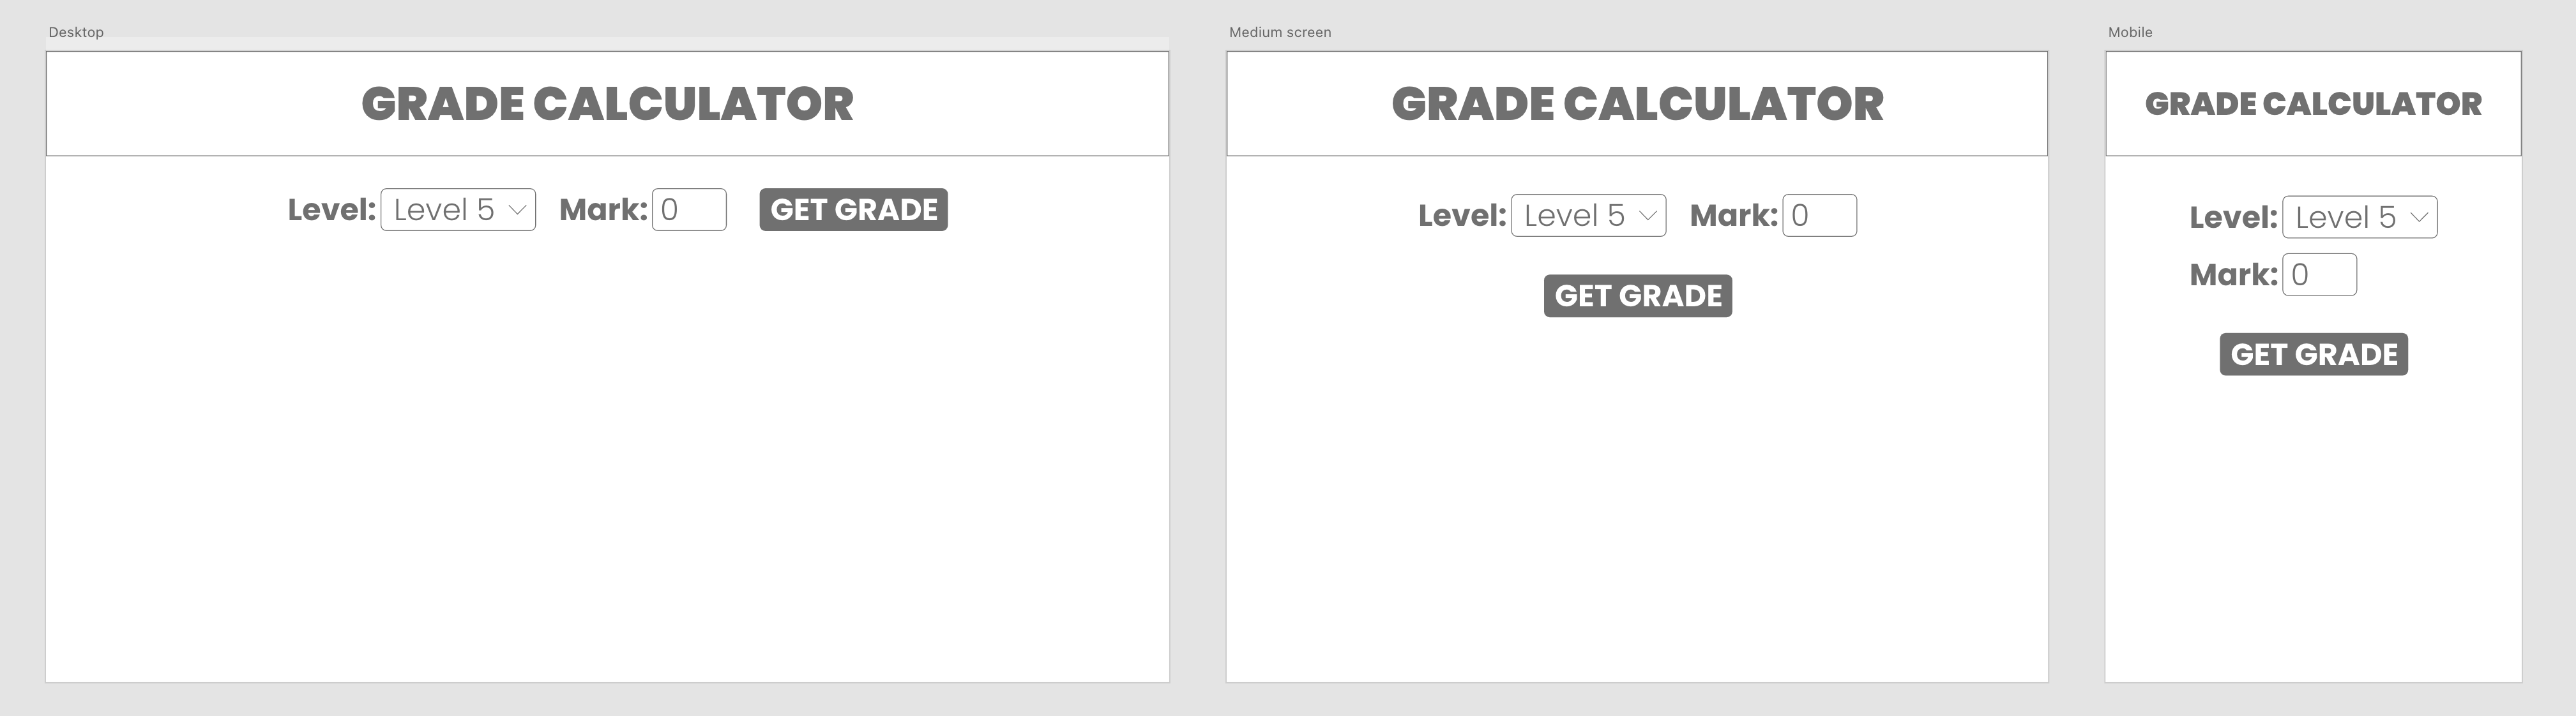 Desktop
GRADE CALCULATOR
Level: Level 5 Mark: 0 GET GRADE
Medium screen
GRADE CALCULATOR
Level: Level 5 Mark: 0
GET GRADE
Mobile
GRADE CALCULATOR
Level: Level 5
Mark: 0
GET GRADE